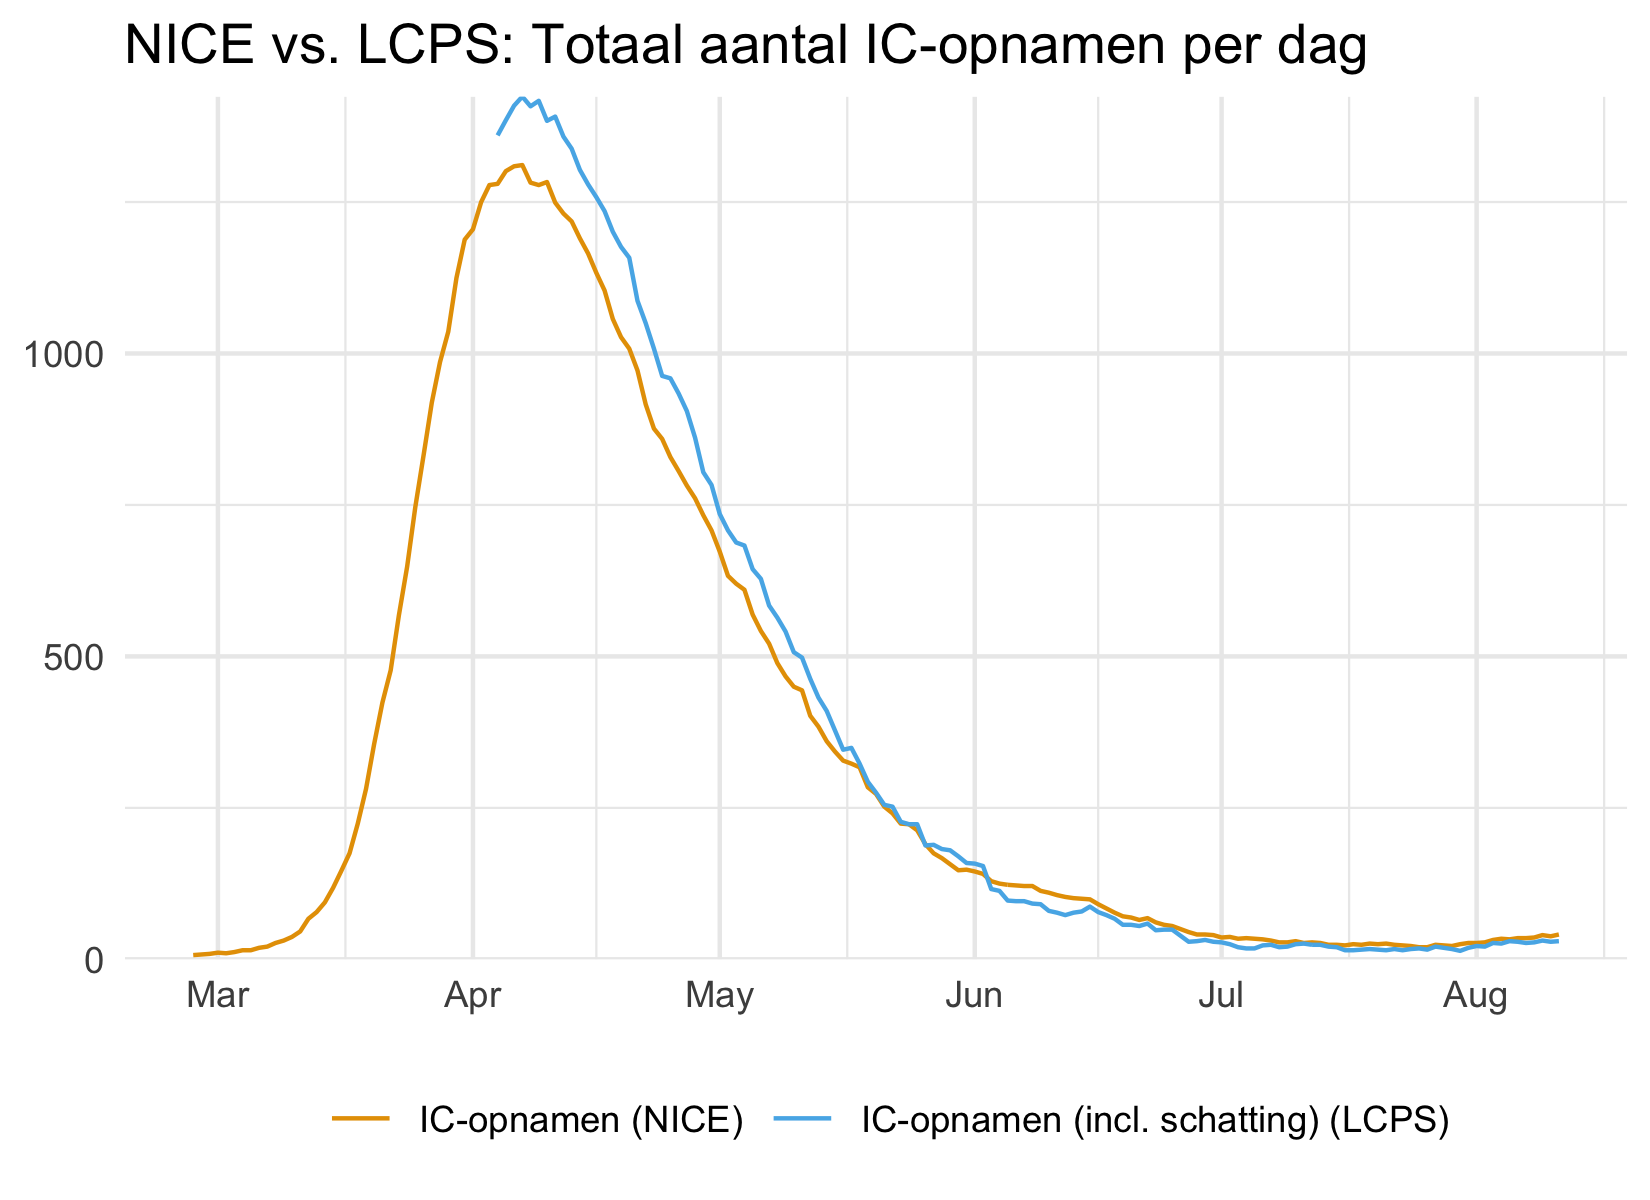 NICE vs. LCPS: Totaal aantal IC-opnamen per dag
1000
500
0
Mar Apr May Jun Jul Aug
IC-opnamen (NICE) IC-opnamen (incl. schatting) (LCPS)